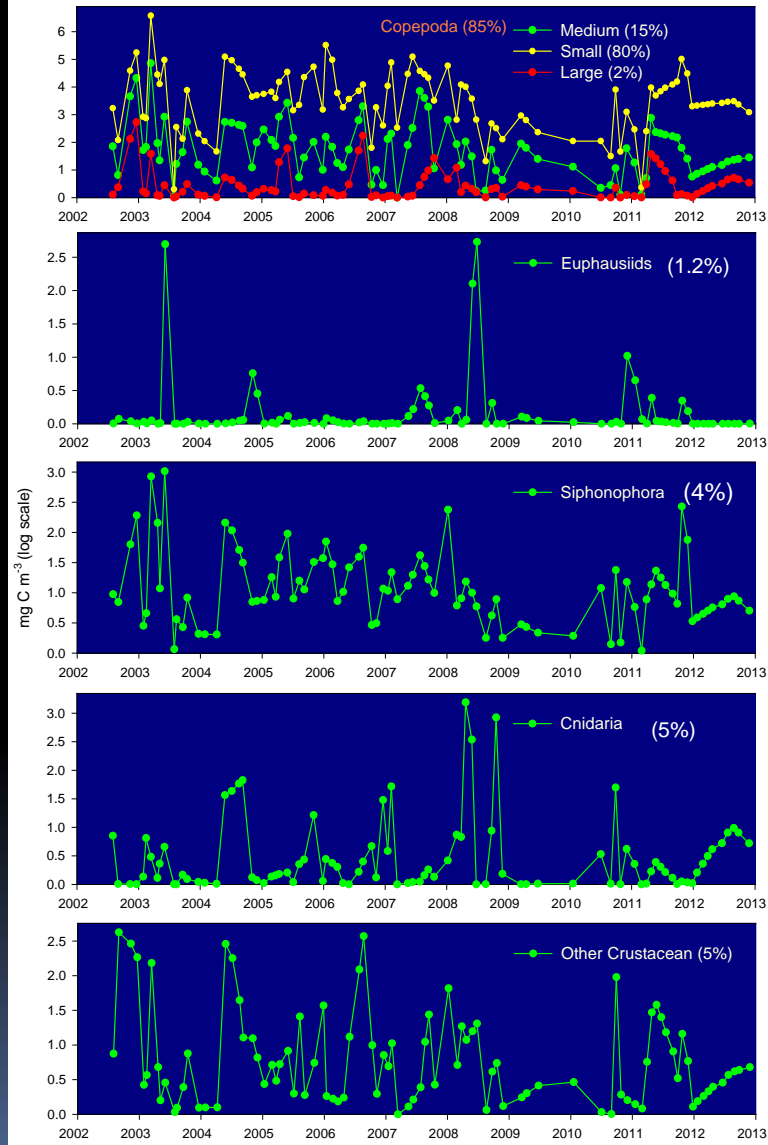 Copepoda (85%)
Medium (15%)
Small (80%)
Large (2%)
6
5
4
3
2
1
0
2002 2003 2004 2005 2006 2007 2008 2009 2010 2011 2012 2013
Euphausiids (1.2%)
2.5
2.0
1.5
1.0
0.5
0.0
2002 2003 2004 2005 2006 2007 2008 2009 2010 2011 2012 2013
mg C m⁻³ (log scale)
Siphonophora (4%)
3.0
2.5
2.0
1.5
1.0
0.5
0.0
2002 2003 2004 2005 2006 2007 2008 2009 2010 2011 2012 2013
Cnidaria (5%)
3.0
2.5
2.0
1.5
1.0
0.5
0.0
2002 2003 2004 2005 2006 2007 2008 2009 2010 2011 2012 2013
Other Crustacean (5%)
2.5
2.0
1.5
1.0
0.5
0.0
2002 2003 2004 2005 2006 2007 2008 2009 2010 2011 2012 2013